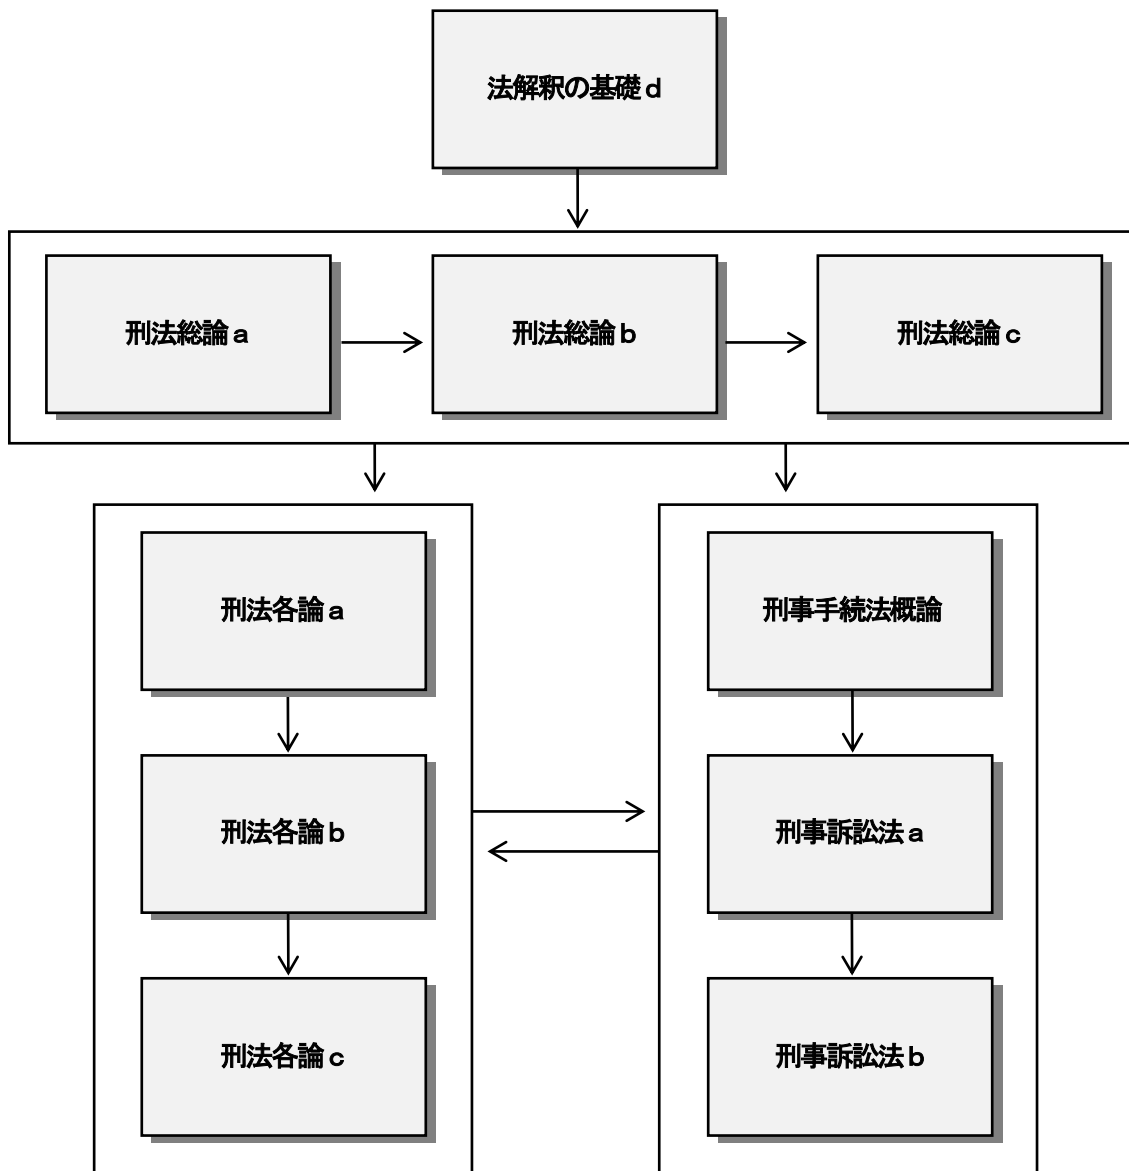 法解釈の基礎ｄ
刑法総論ａ
刑法総論ｂ
刑法総論ｃ
刑法各論ａ
刑事手続法概論
刑法各論ｂ
刑事訴訟法ａ
刑法各論ｃ
刑事訴訟法ｂ